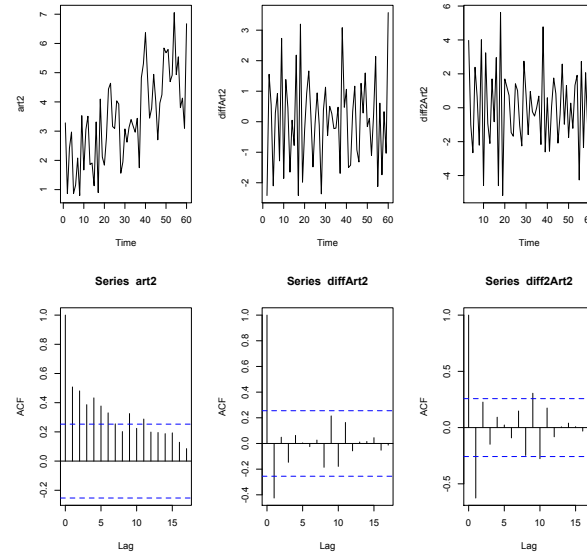 art2
1 2 3 4 5 6 7
0 10 20 30 40 50 60
Time
diffArt2
-2 -1 0 1 2 3
0 10 20 30 40 50 60
Time
diff2Art2
-4 -2 0 2 4
0 10 20 30 40 50 60
Time
Series art2
ACF
-0.2 0.0 0.2 0.4 0.6 0.8 1.0
0 5 10 15
Lag
Series diffArt2
ACF
-0.4 -0.2 0.0 0.2 0.4 0.6 0.8 1.0
0 5 10 15
Lag
Series diff2Art2
ACF
-0.5 0.0 0.5 1.0
0 5 10 15
Lag